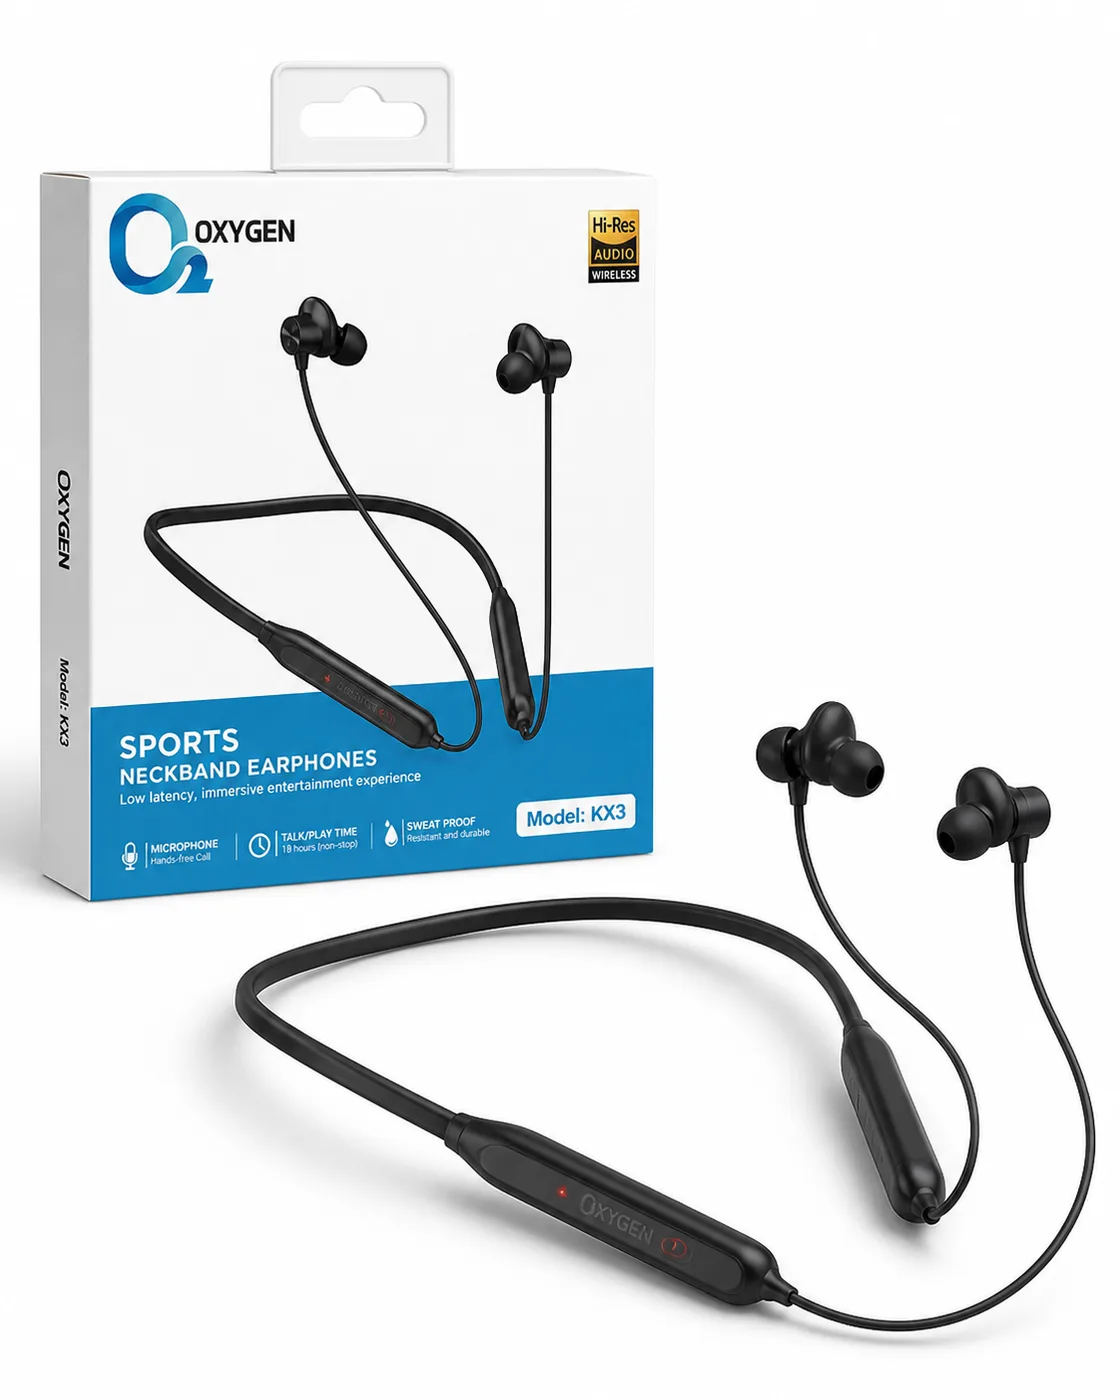 O2 OXYGEN
Hi-Res
AUDIO
WIRELESS
OXYGEN
Model: KX3
SPORTS
NECKBAND EARPHONES
Low latency, immersive entertainment experience
MICROPHONE
Hands-free Call
TALK/PLAY TIME
18 hours (non-stop)
SWEAT PROOF
Resistant and durable
Model: KX3
OXYGEN